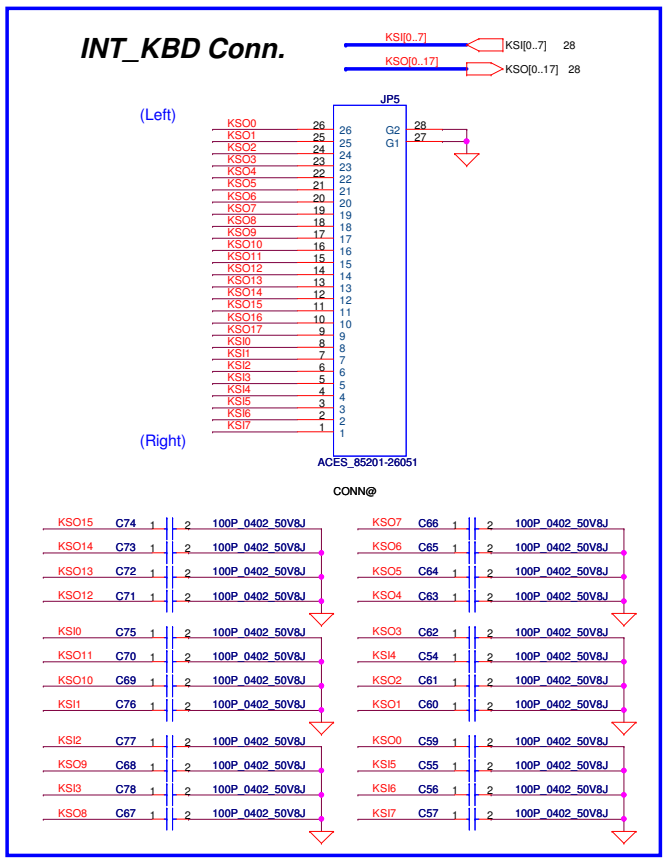 INT_KBD Conn.
KSI[0..7] KSI[0..7] 28
KSO[0..17] KSO[0..17] 28
JP5
(Left)
KSO0 26 26 G2 28
KSO1 25 25 G1 27
KSO2 24 24
KSO3 23 23
KSO4 22 22
KSO5 21 21
KSO6 20 20
KSO7 19 19
KSO8 18 18
KSO9 17 17
KSO10 16 16
KSO11 15 15
KSO12 14 14
KSO13 13 13
KSO14 12 12
KSO15 11 11
KSO16 10 10
KSO17 9 9
KSI0 8 8
KSI1 7 7
KSI2 6 6
KSI3 5 5
KSI4 4 4
KSI5 3 3
KSI6 2 2
KSI7 1 1
(Right)
ACES_85201-26051
CONN@
KSO15 C74 1 2 100P_0402_50V8J
KSO14 C73 1 2 100P_0402_50V8J
KSO13 C72 1 2 100P_0402_50V8J
KSO12 C71 1 2 100P_0402_50V8J
KSI0 C75 1 2 100P_0402_50V8J
KSO11 C70 1 2 100P_0402_50V8J
KSO10 C69 1 2 100P_0402_50V8J
KSI1 C76 1 2 100P_0402_50V8J
KSI2 C77 1 2 100P_0402_50V8J
KSO9 C68 1 2 100P_0402_50V8J
KSI3 C78 1 2 100P_0402_50V8J
KSO8 C67 1 2 100P_0402_50V8J
KSO7 C66 1 2 100P_0402_50V8J
KSO6 C65 1 2 100P_0402_50V8J
KSO5 C64 1 2 100P_0402_50V8J
KSO4 C63 1 2 100P_0402_50V8J
KSO3 C62 1 2 100P_0402_50V8J
KSI4 C54 1 2 100P_0402_50V8J
KSO2 C61 1 2 100P_0402_50V8J
KSO1 C60 1 2 100P_0402_50V8J
KSO0 C59 1 2 100P_0402_50V8J
KSI5 C55 1 2 100P_0402_50V8J
KSI6 C56 1 2 100P_0402_50V8J
KSI7 C57 1 2 100P_0402_50V8J